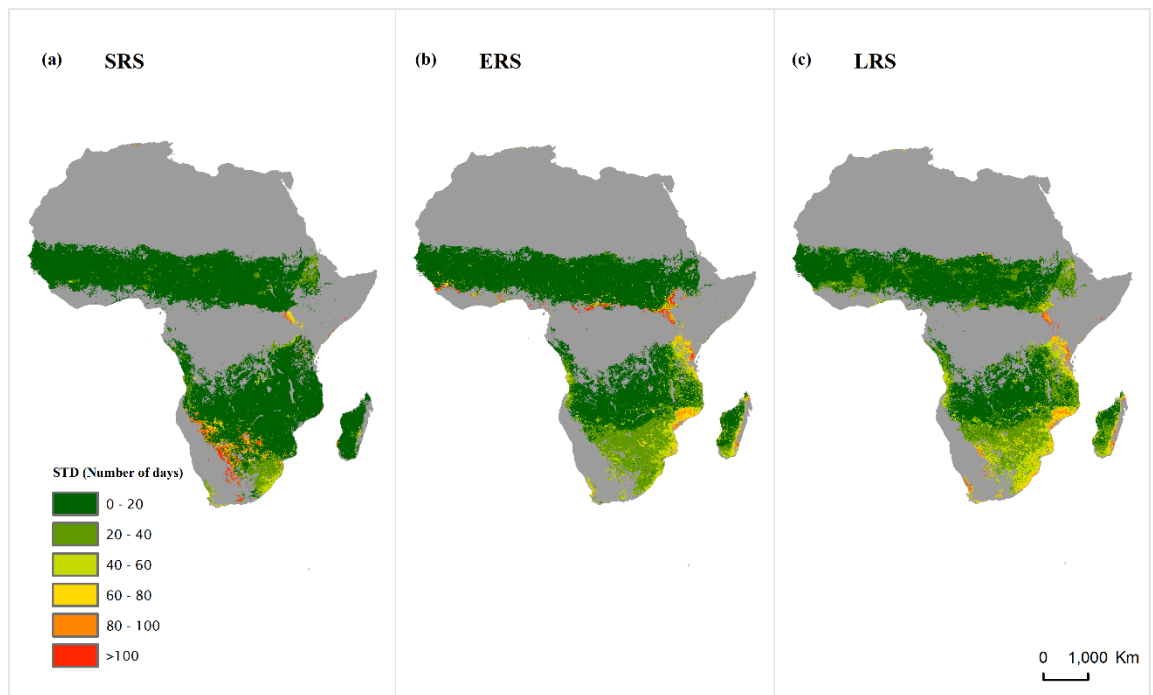 (a) SRS
(b) ERS
(c) LRS
STD (Number of days)
0 - 20
20 - 40
40 - 60
60 - 80
80 - 100
>100
0 1,000 Km